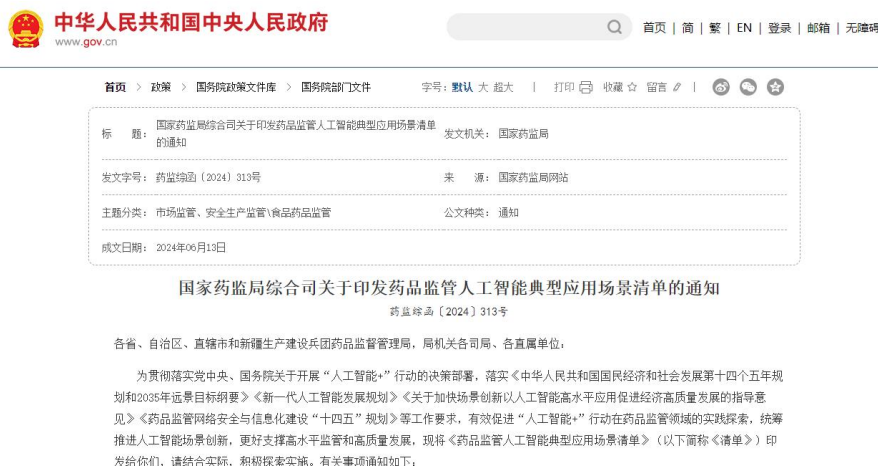 中华人民共和国中央人民政府
www.gov.cn
首页 | 简 | 繁 | EN | 登录 | 邮箱 | 无障碍
首页 > 政策 > 国务院政策文件库 > 国务院部门文件
字号：默认 大 超大 | 打印 收藏 留言 |
标 题： 国家药监局综合司关于印发药品监管人工智能典型应用场景清单
的通知
发文机关： 国家药监局
发文字号： 药监综函〔2024〕313号
来 源： 国家药监局网站
主题分类： 市场监管、安全生产监管\食品药品监管
公文种类： 通知
成文日期： 2024年06月13日
国家药监局综合司关于印发药品监管人工智能典型应用场景清单的通知
药监综函〔2024〕313号
各省、自治区、直辖市和新疆生产建设兵团药品监督管理局，局机关各司局、各直属单位：
为贯彻落实党中央、国务院关于开展“人工智能+”行动的决策部署，落实《中华人民共和国国民经济和社会发展第十四个五年规
划和2035年远景目标纲要》《新一代人工智能发展规划》《关于加快场景创新以人工智能高水平应用促进经济高质量发展的指导意
见》《药品监管网络安全与信息化建设“十四五”规划》等工作要求，有效促进“人工智能+”行动在药品监管领域的实践探索，统筹
推进人工智能场景创新，更好支撑高水平监管和高质量发展，现将《药品监管人工智能典型应用场景清单》（以下简称《清单》）印
发给你们，请结合实际，积极探索实施。有关事项通知如下：